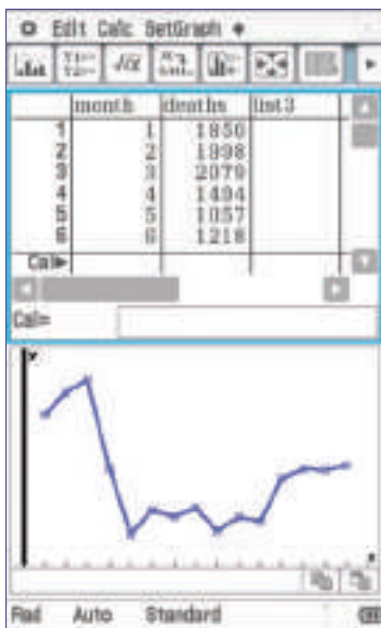 Edit Calc SetGraph
month deaths list3
1 1 1850
2 2 1998
3 3 2079
4 4 1494
5 5 1057
6 6 1218
Cal▶
Cal=
y
x
Rad Auto Standard